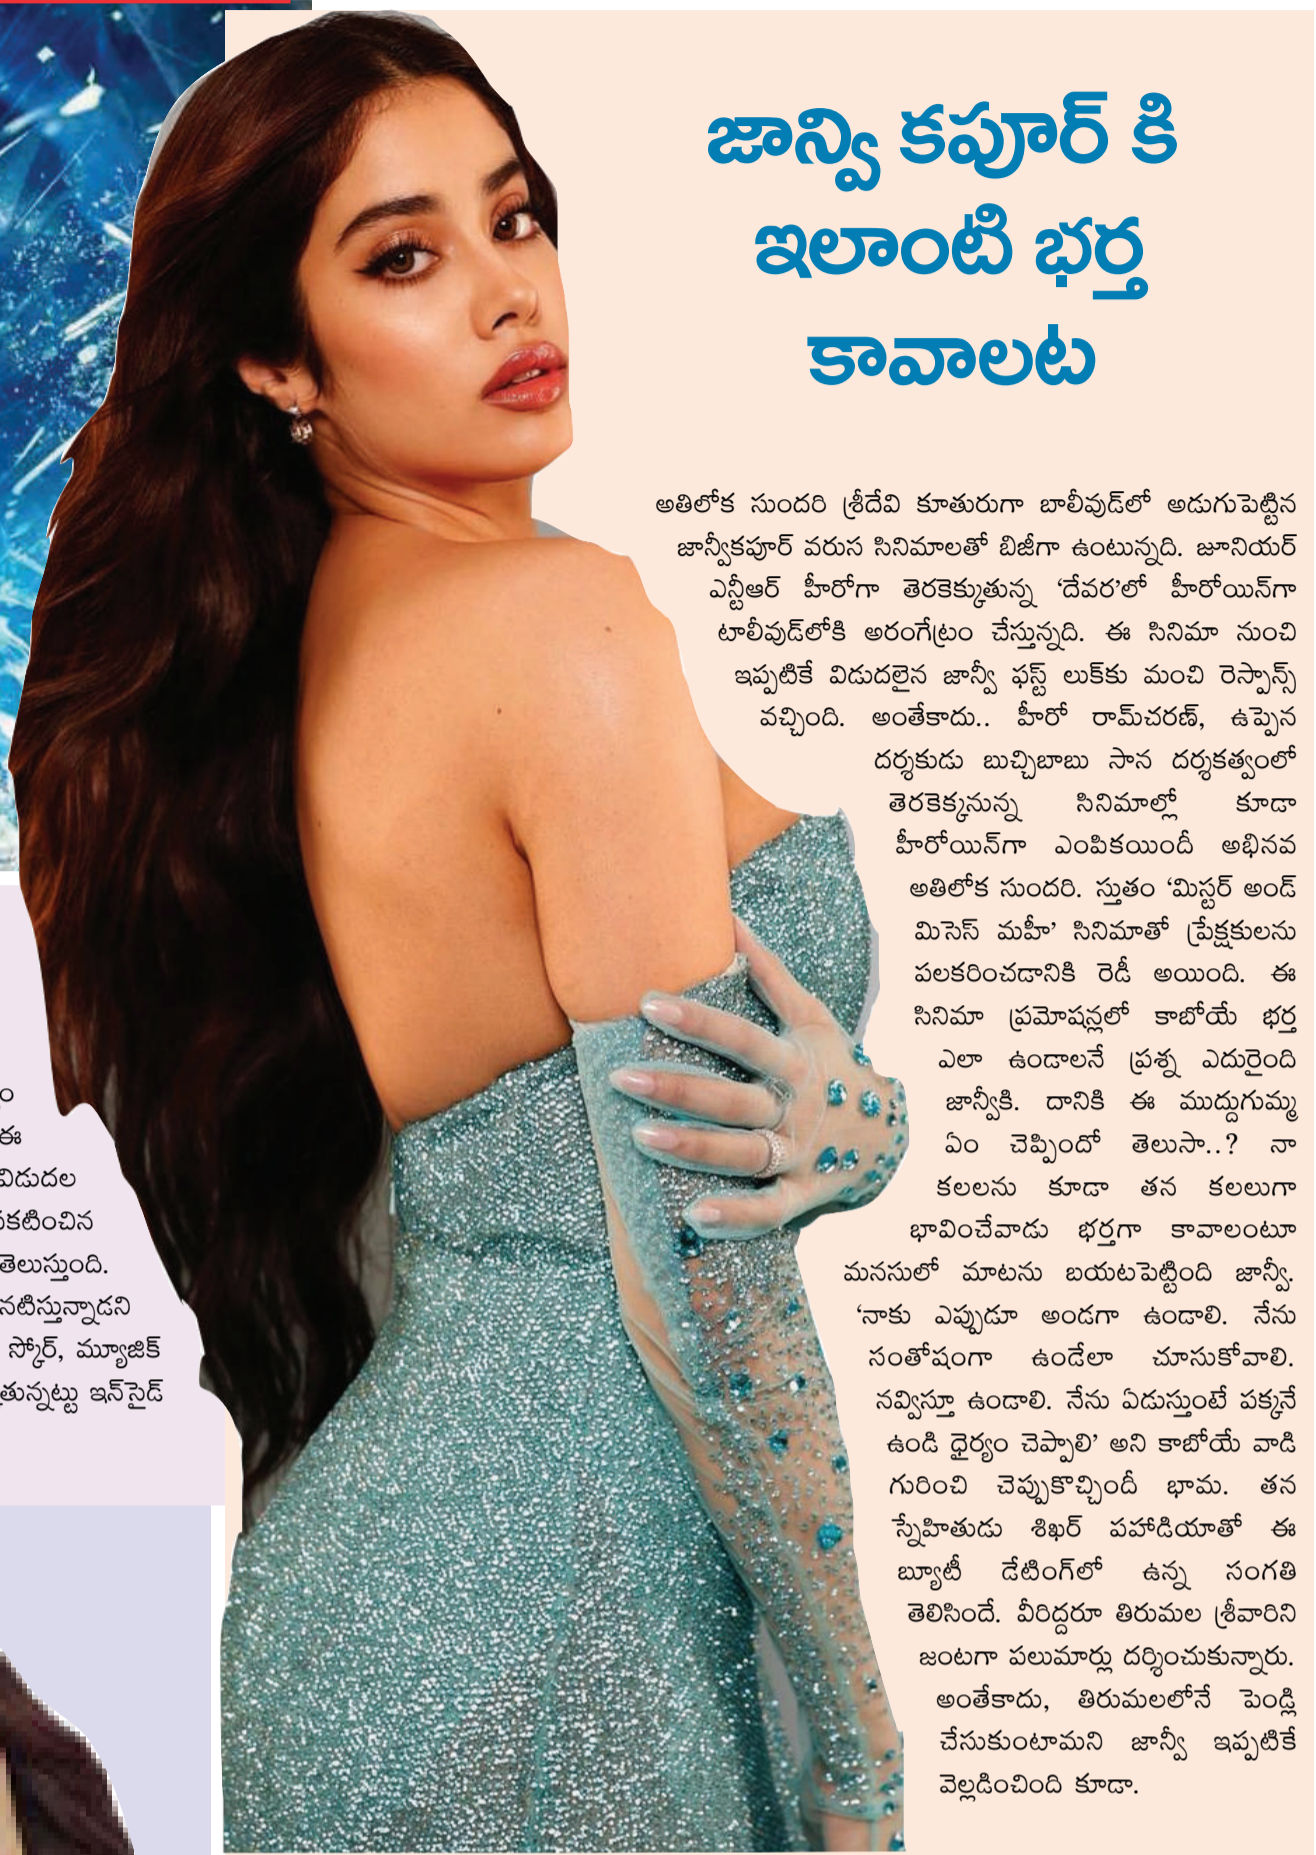 జాన్వి కపూర్ కి
ఇలాంటి భర్త
కావాలట
అతిలోక సుందరి శ్రీదేవి కూతురుగా బాలీవుడ్‌లో అడుగుపెట్టిన
జాన్వీకపూర్ వరుస సినిమాలతో బిజీగా ఉంటున్నది. జూనియర్
ఎన్టీఆర్ హీరోగా తెరకెక్కుతున్న ‘దేవర’లో హీరోయిన్‌గా
టాలీవుడ్‌లోకి అరంగేట్రం చేస్తున్నది. ఈ సినిమా నుంచి
ఇప్పటికే విడుదలైన జాన్వీ ఫస్ట్ లుక్‌కు మంచి రెస్పాన్స్
వచ్చింది. అంతేకాదు.. హీరో రామ్‌చరణ్, ఉప్పెన
దర్శకుడు బుచ్చిబాబు సాన దర్శకత్వంలో
తెరకెక్కనున్న సినిమాల్లో కూడా
హీరోయిన్‌గా ఎంపికయిందీ అభినవ
అతిలోక సుందరి. స్తుతం ‘మిస్టర్ అండ్
మిసెస్ మహీ’ సినిమాతో ప్రేక్షకులను
పలకరించడానికి రెడీ అయింది. ఈ
సినిమా ప్రమోషన్లలో కాబోయే భర్త
ఎలా ఉండాలనే ప్రశ్న ఎదురైంది
జాన్వీకి. దానికి ఈ ముద్దుగుమ్మ
ఏం చెప్పిందో తెలుసా..? నా
కలలను కూడా తన కలలుగా
భావించేవాడు భర్తగా కావాలంటూ
మనసులో మాటను బయటపెట్టింది జాన్వీ.
‘నాకు ఎప్పుడూ అండగా ఉండాలి. నేను
సంతోషంగా ఉండేలా చూసుకోవాలి.
నవ్విస్తూ ఉండాలి. నేను ఏడుస్తుంటే పక్కనే
ఉండి ధైర్యం చెప్పాలి’ అని కాబోయే వాడి
గురించి చెప్పుకొచ్చిందీ భామ. తన
స్నేహితుడు శిఖర్ పహాడియాతో ఈ
బ్యూటీ డేటింగ్‌లో ఉన్న సంగతి
తెలిసిందే. వీరిద్దరూ తిరుమల శ్రీవారిని
జంటగా పలుమార్లు దర్శించుకున్నారు.
అంతేకాదు, తిరుమలలోనే పెండ్లి
చేసుకుంటామని జాన్వీ ఇప్పటికే
వెల్లడించింది కూడా.
ఈ
విడుదల
తెలుస్తుంది.
నటిస్తున్నాడని
స్కోర్, మ్యూజిక్
ఇన్‌సైడ్